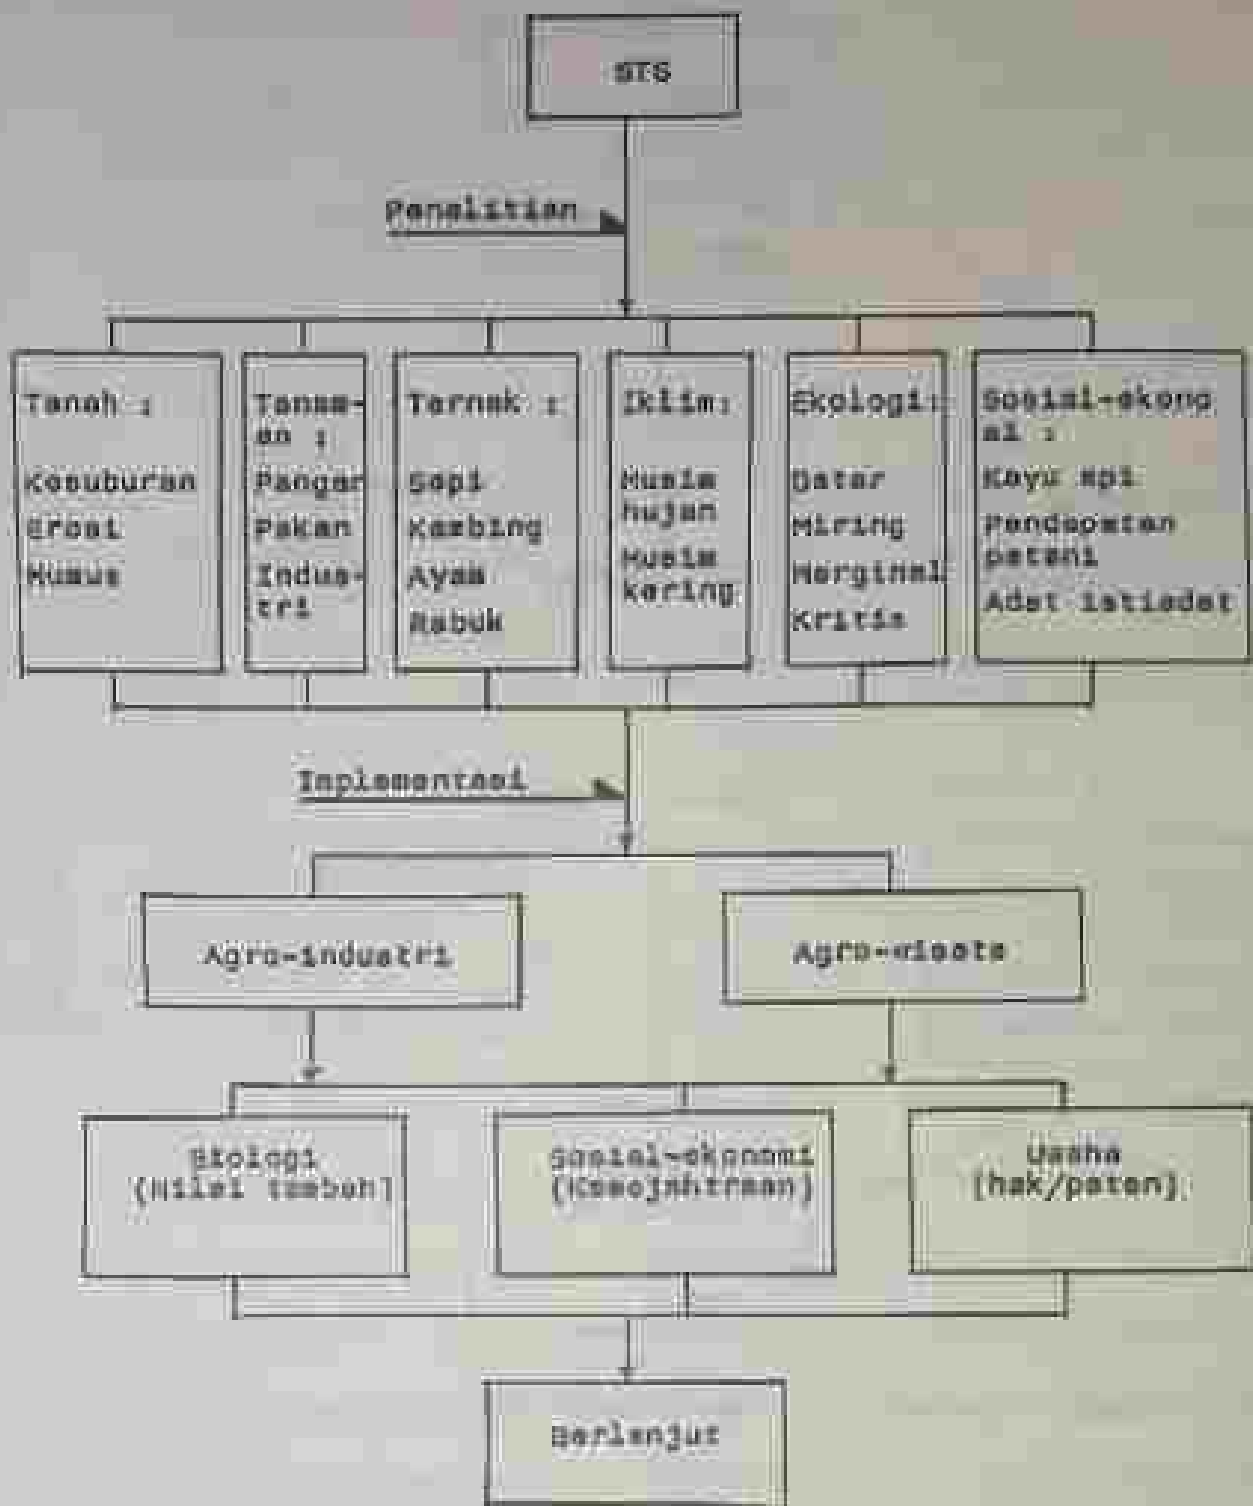 STS
Penelitian
Tanah :
Kesuburan
Erosi
Humus
Tanam-
an :
Pangan
Pakan
Indus-
tri
Ternak :
Sapi
Kambing
Ayam
Rabuk
Iklim:
Musim
hujan
Musim
kering
Ekologi:
Datar
Miring
Marginal
Kritis
Sosial-ekono
mi :
Kayu api
Pendapatan
petani
Adat istiadat
Implementasi
Agro-industri
Agro-wisata
Biologi
(Nilai tambah)
Sosial-ekonomi
(Kesejahtraan)
Usaha
(hak/paten)
Berlanjut